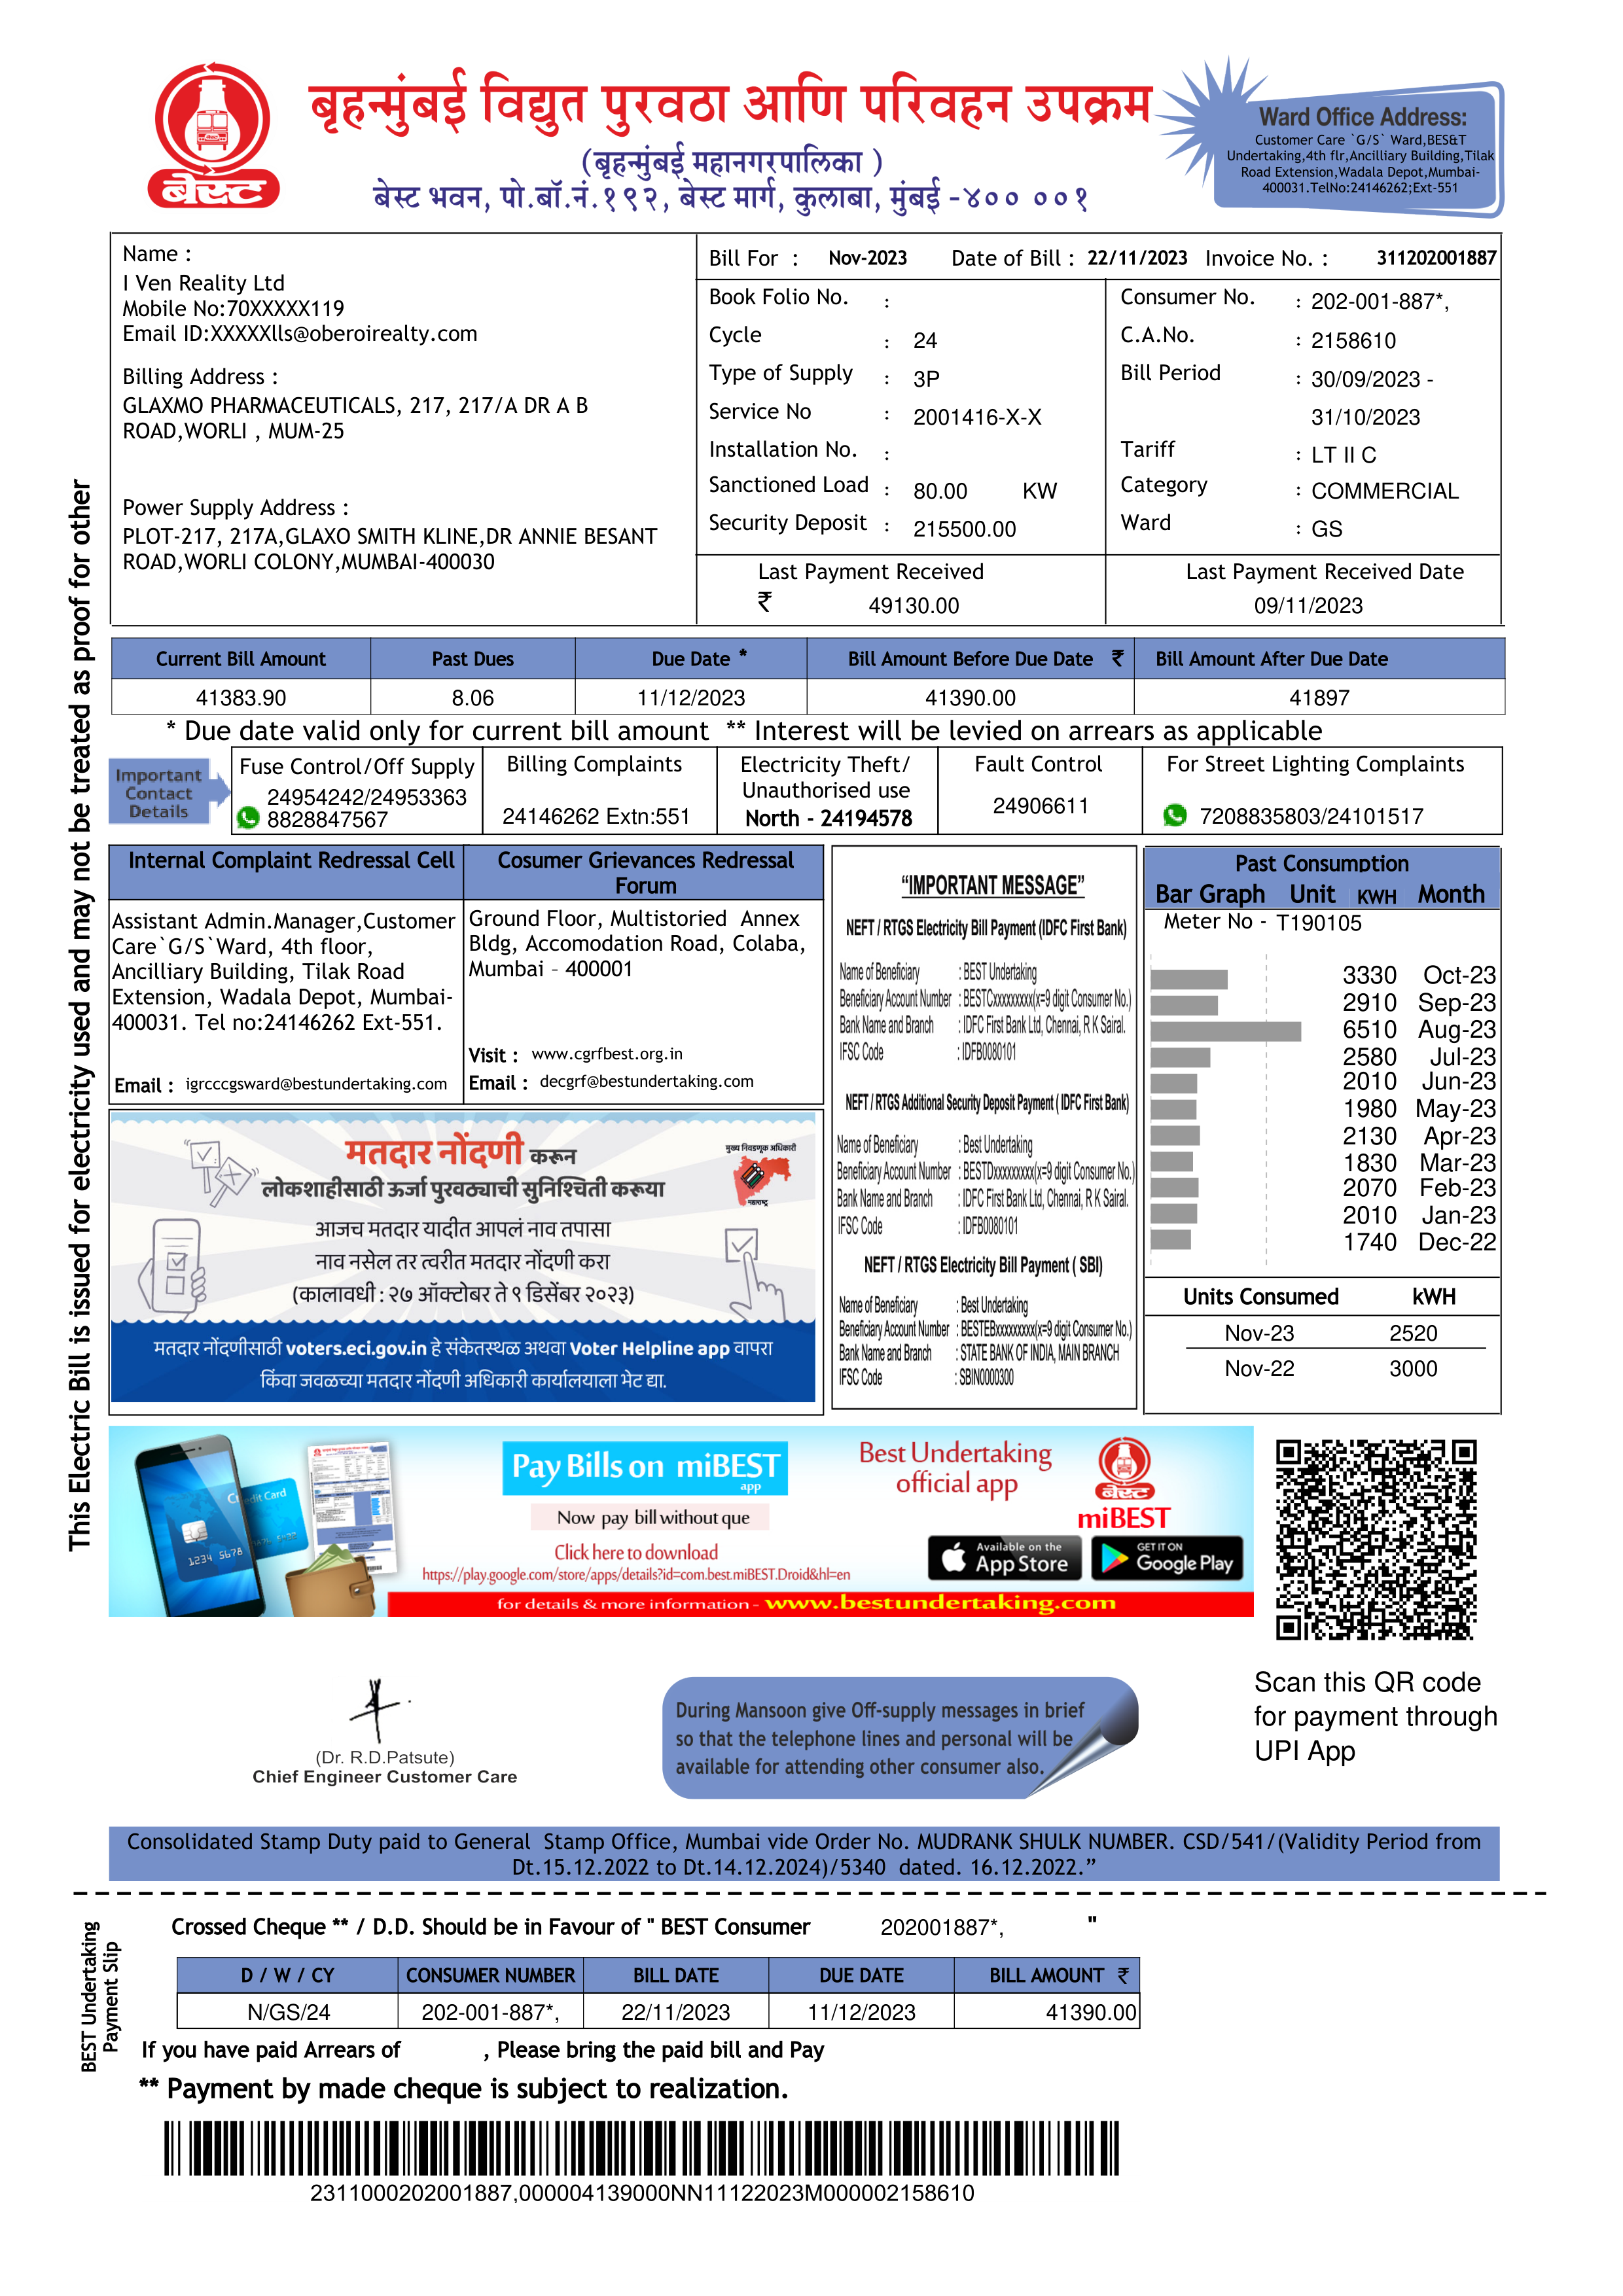 बृहन्मुंबई विद्युत पुरवठा आणि परिवहन उपक्रम
(बृहन्मुंबई महानगरपालिका )
बेस्ट भवन, पो.बॉ.नं.१९२, बेस्ट मार्ग, कुलाबा, मुंबई -४०० ००१
बेस्ट
Ward Office Address:
Customer Care `G/S` Ward,BES&T
Undertaking,4th flr,Ancilliary Building,Tilak
Road Extension,Wadala Depot,Mumbai-
400031.TelNo:24146262;Ext-551
This Electric Bill is issued for electricity used and may not be treated as proof for other
Name :
I Ven Reality Ltd
Mobile No:70XXXXX119
Email ID:XXXXXlls@oberoirealty.com
Billing Address :
GLAXMO PHARMACEUTICALS, 217, 217/A DR A B
ROAD,WORLI , MUM-25
Power Supply Address :
PLOT-217, 217A,GLAXO SMITH KLINE,DR ANNIE BESANT
ROAD,WORLI COLONY,MUMBAI-400030
Bill For : Nov-2023 Date of Bill : 22/11/2023 Invoice No. : 311202001887
Book Folio No. :
Cycle : 24
Type of Supply : 3P
Service No : 2001416-X-X
Installation No. :
Sanctioned Load : 80.00 KW
Security Deposit : 215500.00
Consumer No. : 202-001-887*,
C.A.No. : 2158610
Bill Period : 30/09/2023 -
31/10/2023
Tariff : LT II C
Category : COMMERCIAL
Ward : GS
Last Payment Received
₹ 49130.00
Last Payment Received Date
09/11/2023
Current Bill Amount Past Dues Due Date * Bill Amount Before Due Date ₹ Bill Amount After Due Date
41383.90 8.06 11/12/2023 41390.00 41897
* Due date valid only for current bill amount ** Interest will be levied on arrears as applicable
Important
Contact
Details
Fuse Control/Off Supply
24954242/24953363
8828847567
Billing Complaints
24146262 Extn:551
Electricity Theft/
Unauthorised use
North - 24194578
Fault Control
24906611
For Street Lighting Complaints
7208835803/24101517
Internal Complaint Redressal Cell
Assistant Admin.Manager,Customer
Care`G/S`Ward, 4th floor,
Ancilliary Building, Tilak Road
Extension, Wadala Depot, Mumbai-
400031. Tel no:24146262 Ext-551.
Email : igrcccgsward@bestundertaking.com
Cosumer Grievances Redressal
Forum
Ground Floor, Multistoried Annex
Bldg, Accomodation Road, Colaba,
Mumbai – 400001
Visit : www.cgrfbest.org.in
Email : decgrf@bestundertaking.com
मतदार नोंदणी करून
लोकशाहीसाठी ऊर्जा पुरवठ्याची सुनिश्चिती करूया
मुख्य निवडणूक अधिकारी
महाराष्ट्र
आजच मतदार यादीत आपलं नाव तपासा
नाव नसेल तर त्वरीत मतदार नोंदणी करा
(कालावधी : २७ ऑक्टोबर ते ९ डिसेंबर २०२३)
मतदार नोंदणीसाठी voters.eci.gov.in हे संकेतस्थळ अथवा Voter Helpline app वापरा
किंवा जवळच्या मतदार नोंदणी अधिकारी कार्यालयाला भेट द्या.
“IMPORTANT MESSAGE”
NEFT / RTGS Electricity Bill Payment (IDFC First Bank)
Name of Beneficiary : BEST Undertaking
Beneficiary Account Number : BESTCxxxxxxxxx(x=9 digit Consumer No.)
Bank Name and Branch : IDFC First Bank Ltd, Chennai, R K Sairal.
IFSC Code : IDFB0080101
NEFT / RTGS Additional Security Deposit Payment ( IDFC First Bank)
Name of Beneficiary : Best Undertaking
Beneficiary Account Number : BESTDxxxxxxxxx(x=9 digit Consumer No.)
Bank Name and Branch : IDFC First Bank Ltd, Chennai, R K Sairal.
IFSC Code : IDFB0080101
NEFT / RTGS Electricity Bill Payment ( SBI)
Name of Beneficiary : Best Undertaking
Beneficiary Account Number : BESTEBxxxxxxxxx(x=9 digit Consumer No.)
Bank Name and Branch : STATE BANK OF INDIA, MAIN BRANCH
IFSC Code : SBIN0000300
Past Consumption
Bar Graph Unit KWH Month
Meter No - T190105
3330 Oct-23
2910 Sep-23
6510 Aug-23
2580 Jul-23
2010 Jun-23
1980 May-23
2130 Apr-23
1830 Mar-23
2070 Feb-23
2010 Jan-23
1740 Dec-22
Units Consumed kWH
Nov-23 2520
Nov-22 3000
Credit Card
1234 5678
Pay Bills on miBEST
app
Now pay bill without que
Click here to download
https://play.google.com/store/apps/details?id=com.best.miBEST.Droid&hl=en
Best Undertaking
official app
बेस्ट
miBEST
Available on the
App Store
GET IT ON
Google Play
for details & more information - www.bestundertaking.com
Scan this QR code
for payment through
UPI App
(Dr. R.D.Patsute)
Chief Engineer Customer Care
During Mansoon give Off-supply messages in brief
so that the telephone lines and personal will be
available for attending other consumer also.
Consolidated Stamp Duty paid to General Stamp Office, Mumbai vide Order No. MUDRANK SHULK NUMBER. CSD/541/(Validity Period from
Dt.15.12.2022 to Dt.14.12.2024)/5340 dated. 16.12.2022.”
BEST Undertaking
Payment Slip
Crossed Cheque ** / D.D. Should be in Favour of " BEST Consumer 202001887*, "
D / W / CY CONSUMER NUMBER BILL DATE DUE DATE BILL AMOUNT ₹
N/GS/24 202-001-887*, 22/11/2023 11/12/2023 41390.00
If you have paid Arrears of , Please bring the paid bill and Pay
** Payment by made cheque is subject to realization.
2311000202001887,000004139000NN11122023M000002158610